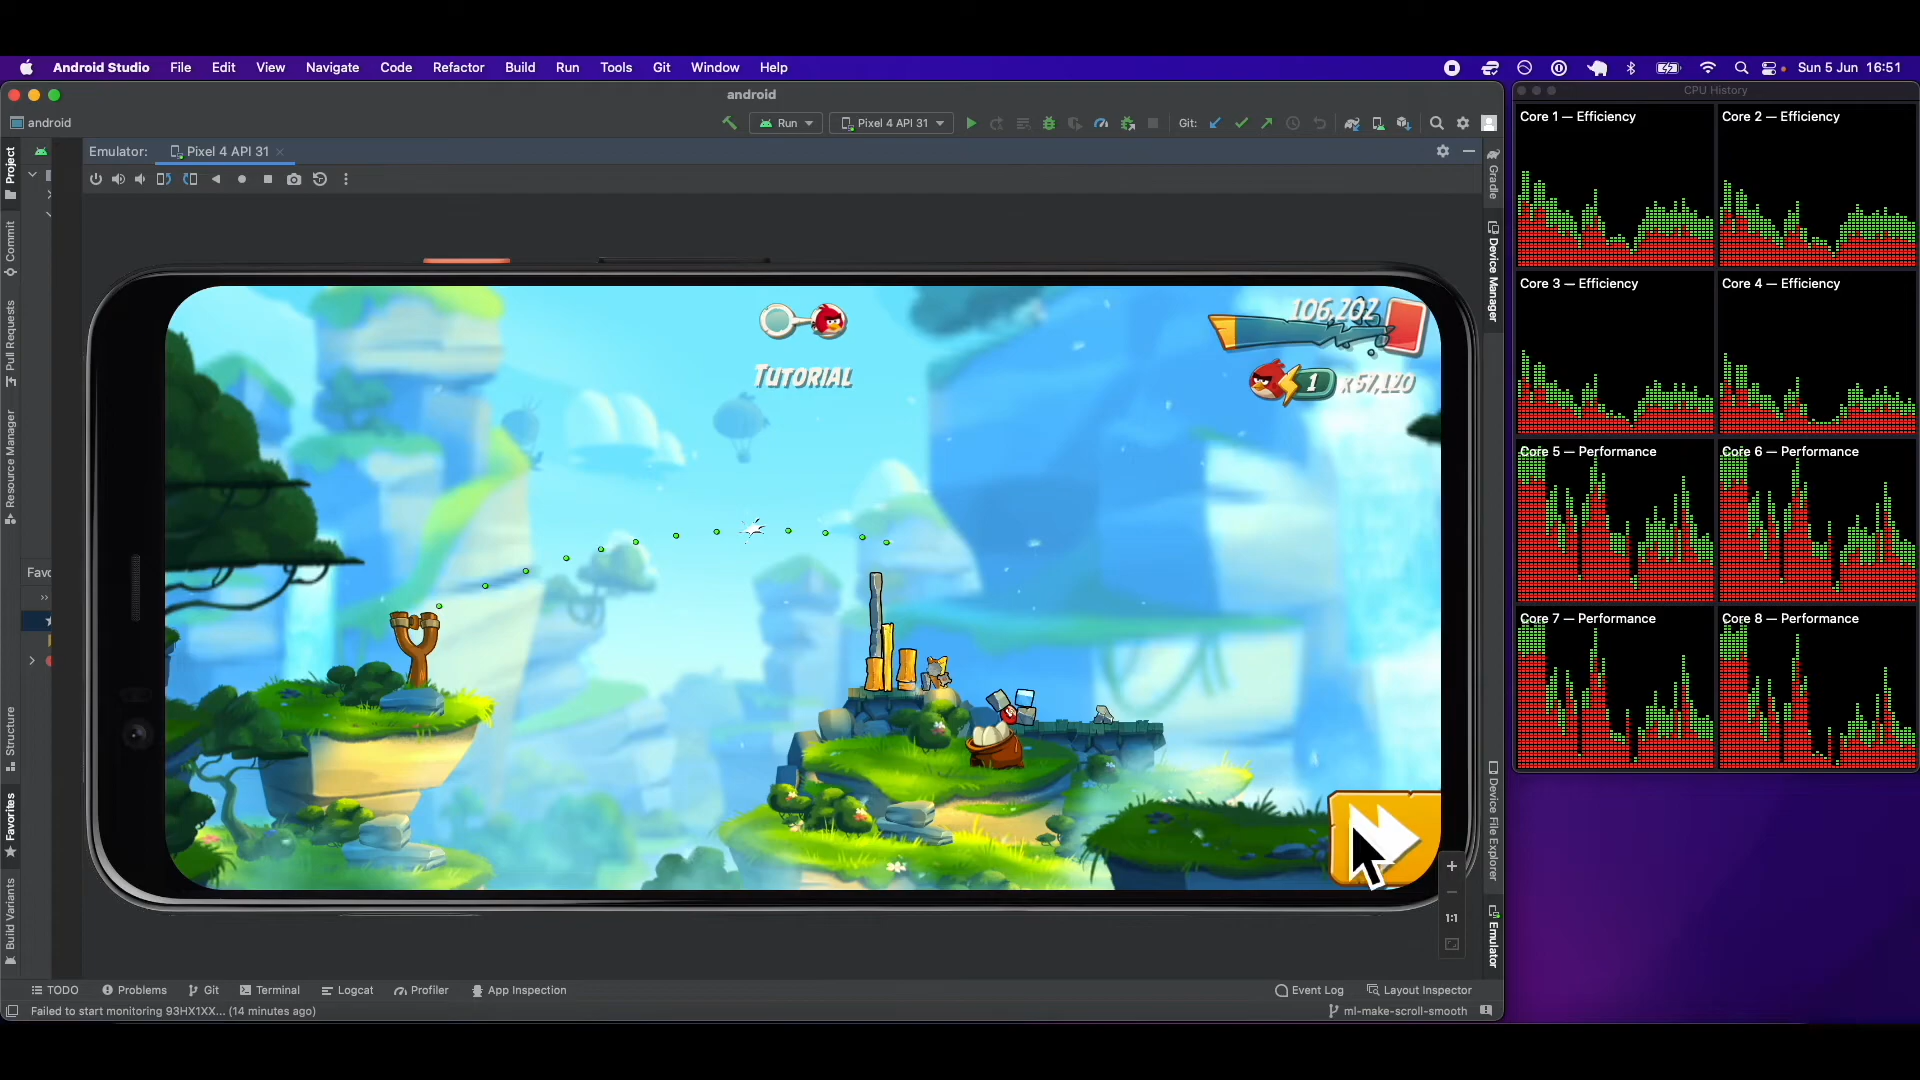 Android Studio File Edit View Navigate Code Refactor Build Run Tools Git Window Help
Sun 5 Jun 16:51
android
CPU History
android
Run
Pixel 4 API 31
Git:
Emulator: Pixel 4 API 31
Project
Commit
Pull Requests
Resource Manager
Favo
Structure
Favorites
Build Variants
106,202
1 x 57,120
TUTORIAL
Gradle
Device Manager
Device File Explorer
Emulator
1:1
Core 1 — Efficiency
Core 2 — Efficiency
Core 3 — Efficiency
Core 4 — Efficiency
Core 5 — Performance
Core 6 — Performance
Core 7 — Performance
Core 8 — Performance
TODO Problems Git Terminal Logcat Profiler App Inspection
Event Log Layout Inspector
Failed to start monitoring 93HX1XX... (14 minutes ago)
ml-make-scroll-smooth